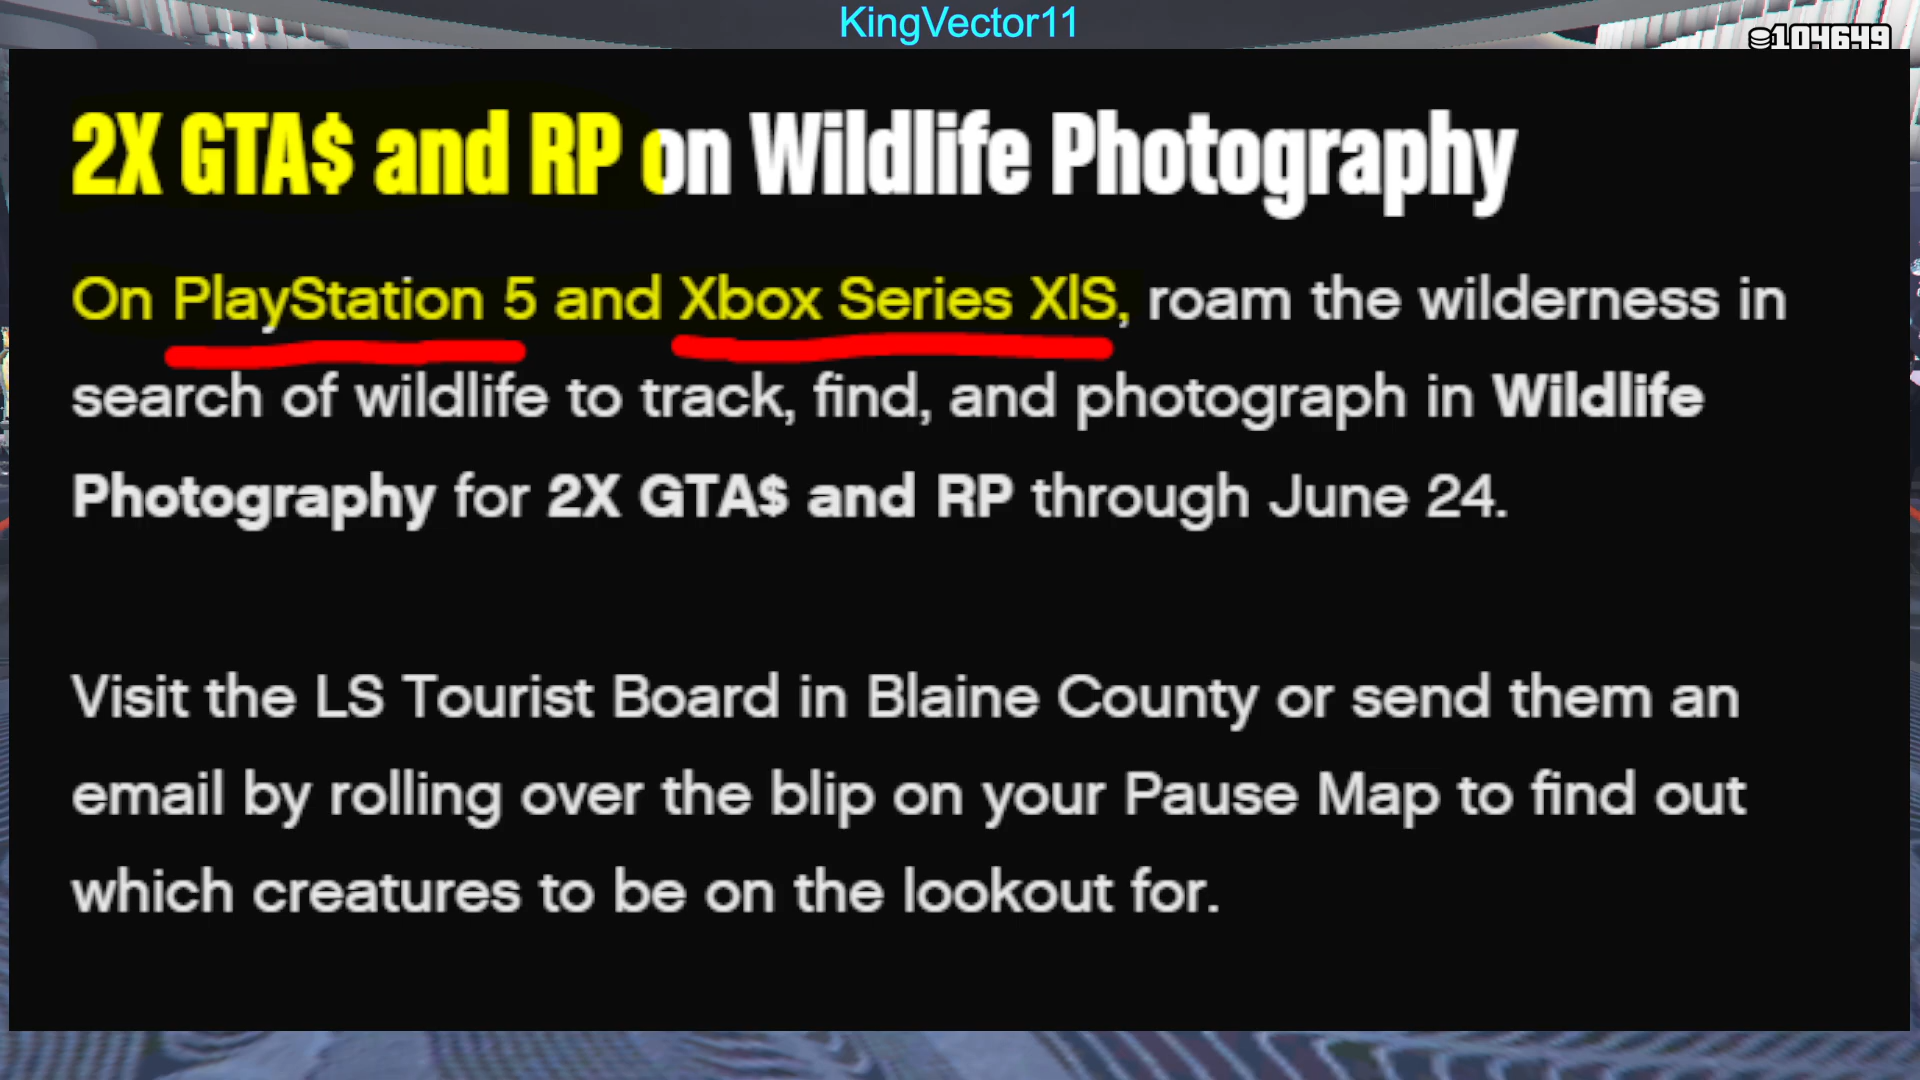 KingVector11
104649
2X GTA$ and RP on Wildlife Photography
On PlayStation 5 and Xbox Series X|S, roam the wilderness in
search of wildlife to track, find, and photograph in Wildlife
Photography for 2X GTA$ and RP through June 24.
Visit the LS Tourist Board in Blaine County or send them an
email by rolling over the blip on your Pause Map to find out
which creatures to be on the lookout for.